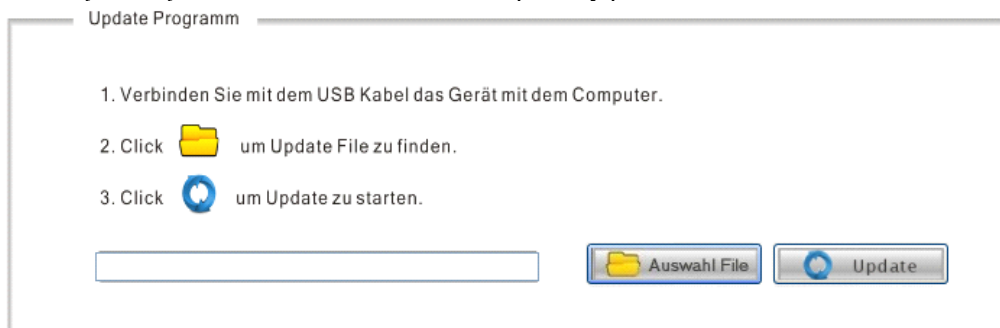 Update Programm
1. Verbinden Sie mit dem USB Kabel das Gerät mit dem Computer.
2. Click um Update File zu finden.
3. Click um Update zu starten.
Auswahl File Update